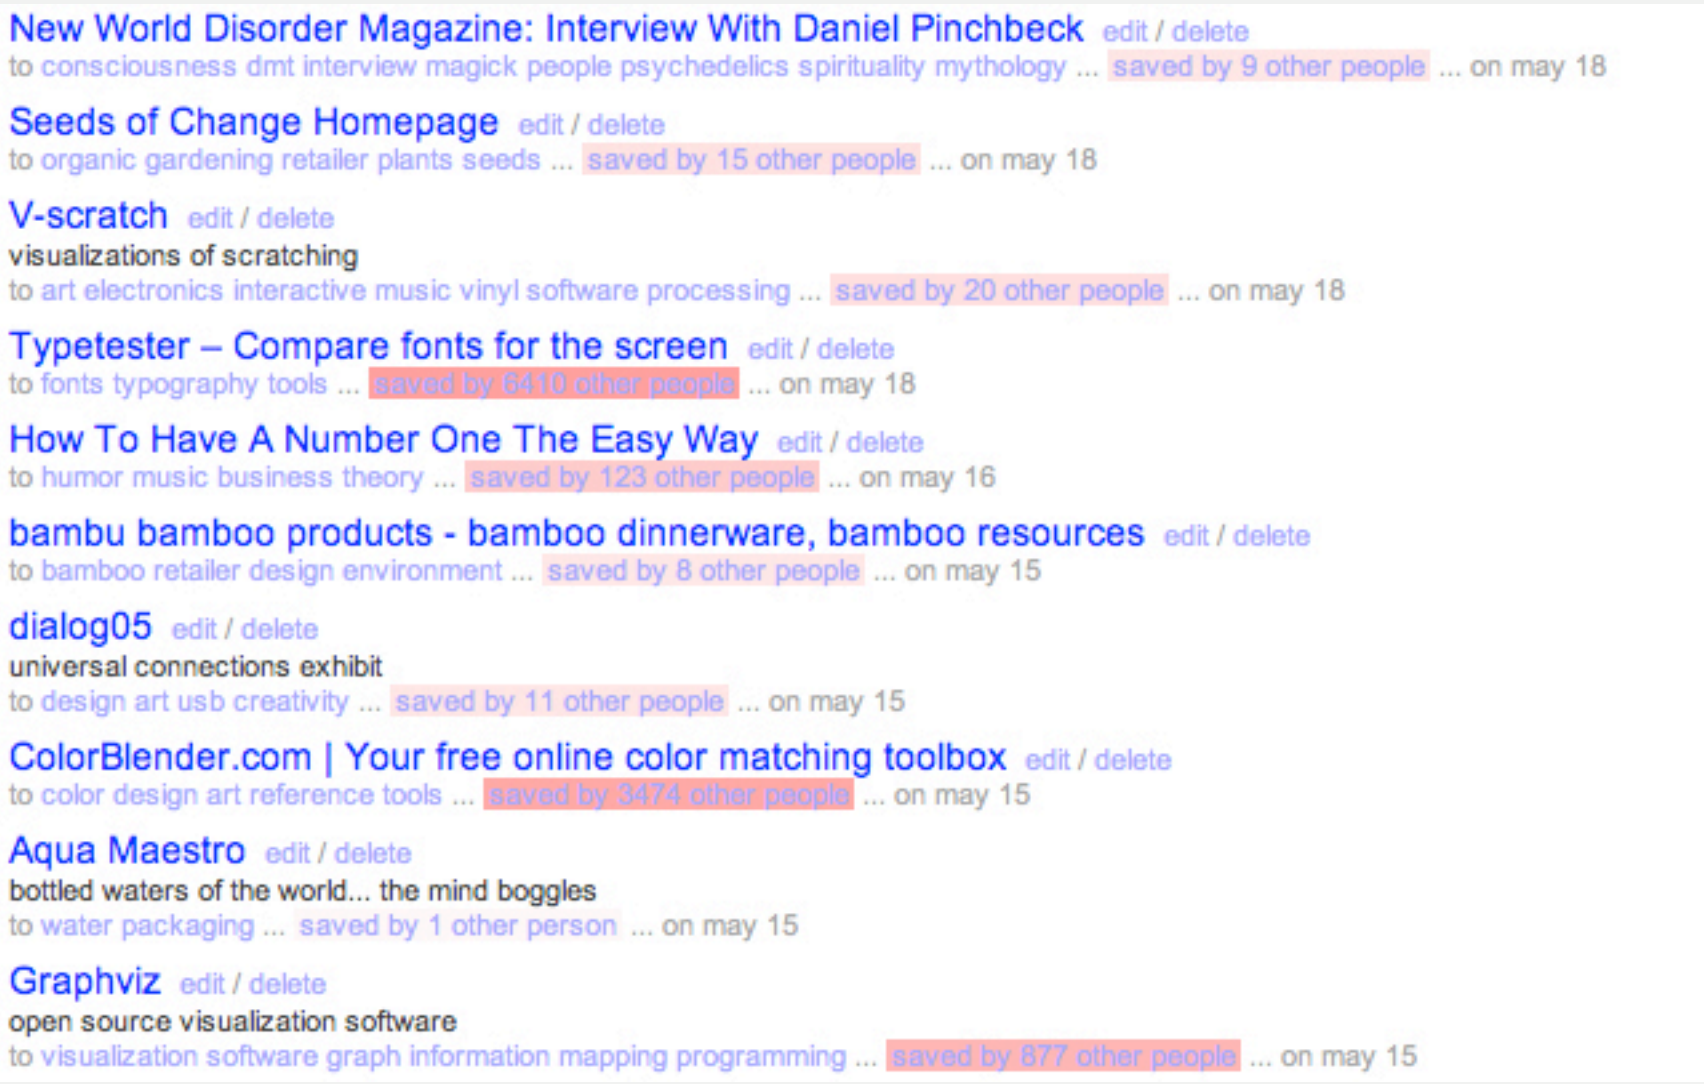 New World Disorder Magazine: Interview With Daniel Pinchbeck edit / delete
to consciousness dmt interview magick people psychedelics spirituality mythology ... saved by 9 other people ... on may 18
Seeds of Change Homepage edit / delete
to organic gardening retailer plants seeds ... saved by 15 other people ... on may 18
V-scratch edit / delete
visualizations of scratching
to art electronics interactive music vinyl software processing ... saved by 20 other people ... on may 18
Typetester – Compare fonts for the screen edit / delete
to fonts typography tools ... saved by 6410 other people ... on may 18
How To Have A Number One The Easy Way edit / delete
to humor music business theory ... saved by 123 other people ... on may 16
bambu bamboo products - bamboo dinnerware, bamboo resources edit / delete
to bamboo retailer design environment ... saved by 8 other people ... on may 15
dialog05 edit / delete
universal connections exhibit
to design art usb creativity ... saved by 11 other people ... on may 15
ColorBlender.com | Your free online color matching toolbox edit / delete
to color design art reference tools ... saved by 3474 other people ... on may 15
Aqua Maestro edit / delete
bottled waters of the world... the mind boggles
to water packaging ... saved by 1 other person ... on may 15
Graphviz edit / delete
open source visualization software
to visualization software graph information mapping programming ... saved by 877 other people ... on may 15